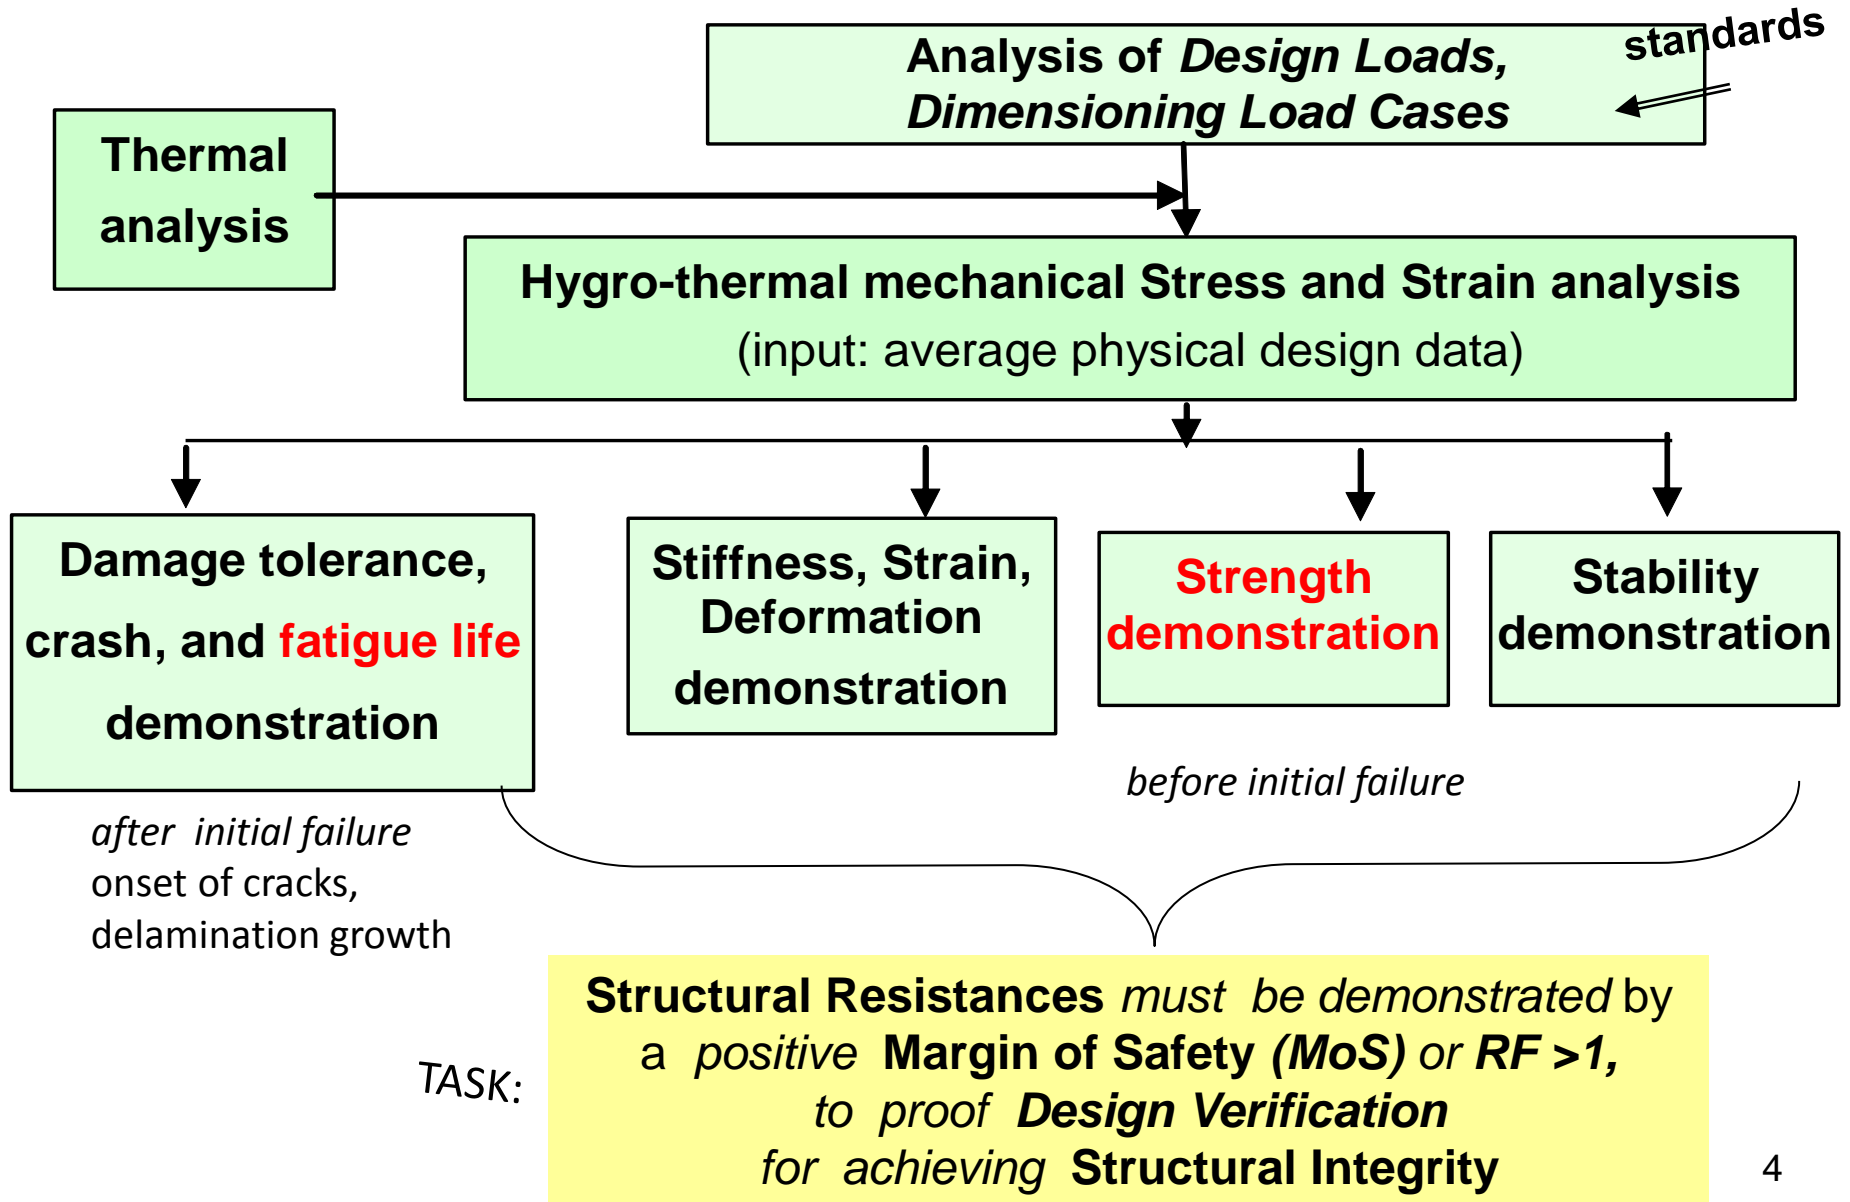 standards
Analysis of Design Loads,
Dimensioning Load Cases
Thermal
analysis
Hygro-thermal mechanical Stress and Strain analysis
(input: average physical design data)
Damage tolerance,
crash, and fatigue life
demonstration
Stiffness, Strain,
Deformation
demonstration
Strength
demonstration
Stability
demonstration
before initial failure
after initial failure
onset of cracks,
delamination growth
TASK:
Structural Resistances must be demonstrated by
a positive Margin of Safety (MoS) or RF >1,
to proof Design Verification
for achieving Structural Integrity
4